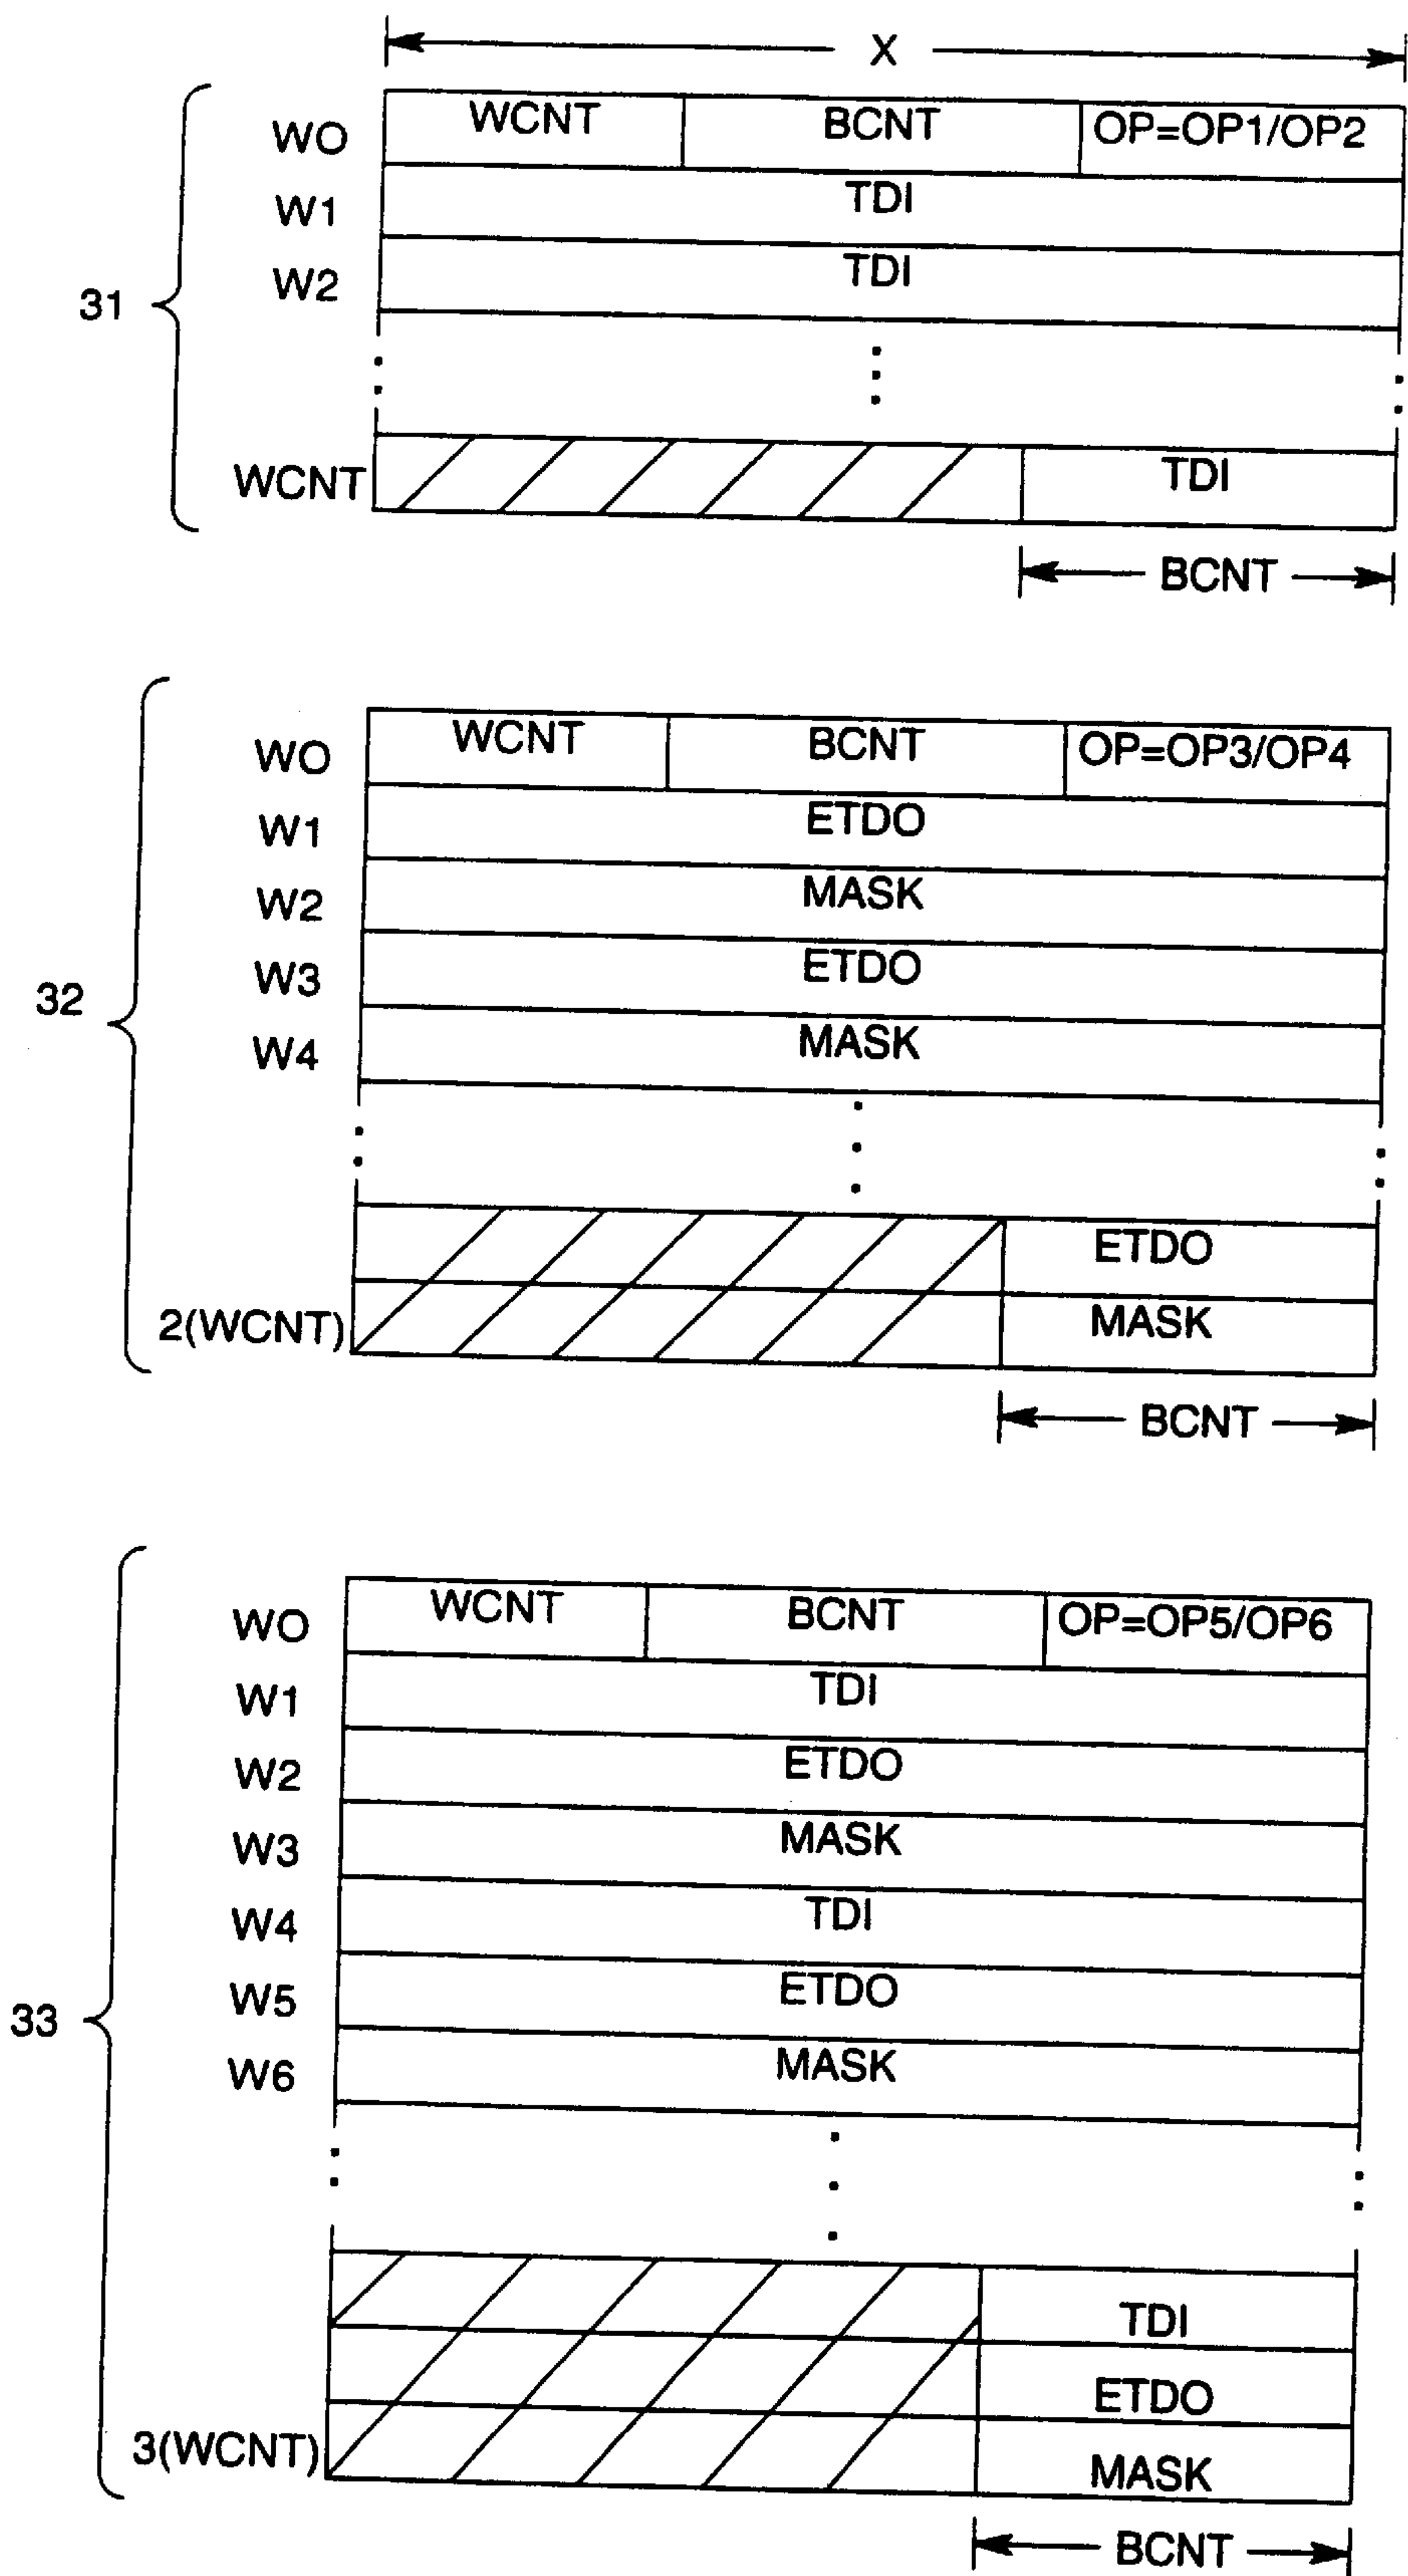 X
WO WCNT BCNT OP=OP1/OP2
W1 TDI
W2 TDI
31
WCNT TDI
BCNT
WO WCNT BCNT OP=OP3/OP4
W1 ETDO
W2 MASK
W3 ETDO
32
W4 MASK
ETDO
2(WCNT) MASK
BCNT
WO WCNT BCNT OP=OP5/OP6
W1 TDI
W2 ETDO
W3 MASK
W4 TDI
W5 ETDO
33
W6 MASK
TDI
ETDO
3(WCNT) MASK
BCNT